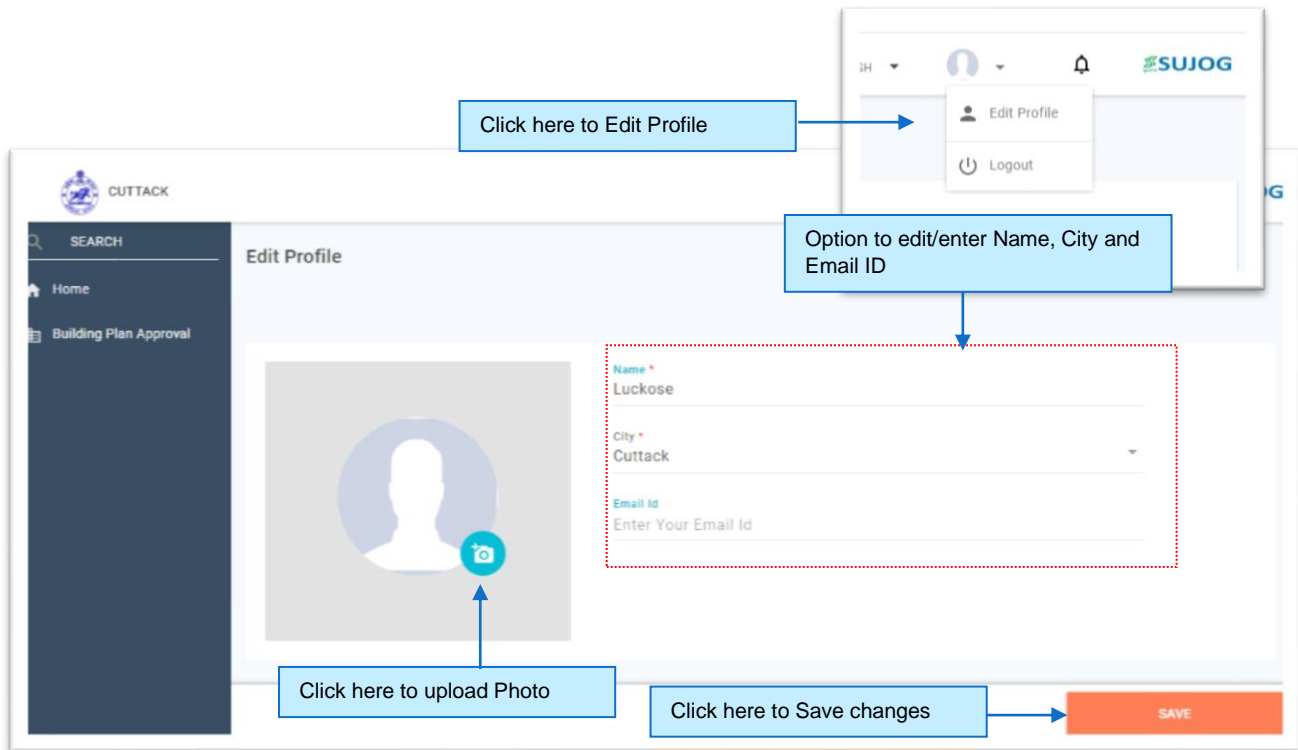 SH
SUJOG
Edit Profile
Logout
Click here to Edit Profile
CUTTACK
G
SEARCH
Home
Building Plan Approval
Edit Profile
Option to edit/enter Name, City and
Email ID
Name *
Luckose
City *
Cuttack
Email Id
Enter Your Email Id
Click here to upload Photo
Click here to Save changes
SAVE